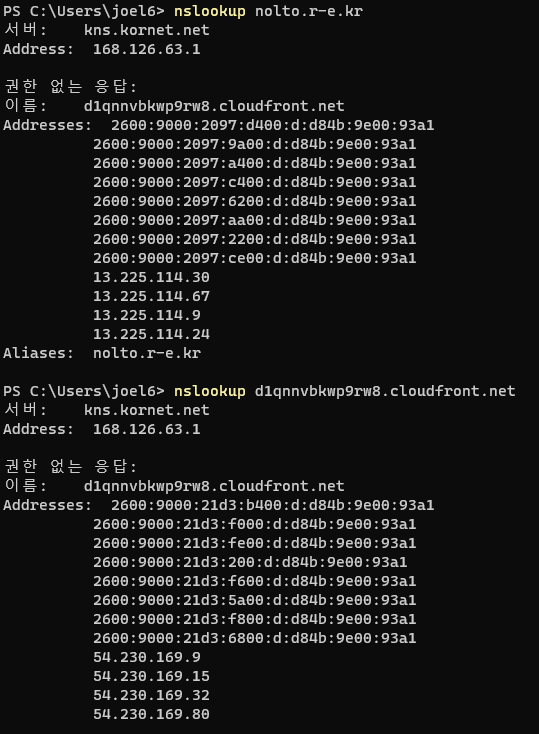 PS C:\Users\joel6> nslookup nolto.r-e.kr
서버:    kns.kornet.net
Address:  168.126.63.1

권한 없는 응답:
이름:    d1qnnvbkwp9rw8.cloudfront.net
Addresses:  2600:9000:2097:d400:d:d84b:9e00:93a1
          2600:9000:2097:9a00:d:d84b:9e00:93a1
          2600:9000:2097:a400:d:d84b:9e00:93a1
          2600:9000:2097:c400:d:d84b:9e00:93a1
          2600:9000:2097:6200:d:d84b:9e00:93a1
          2600:9000:2097:aa00:d:d84b:9e00:93a1
          2600:9000:2097:2200:d:d84b:9e00:93a1
          2600:9000:2097:ce00:d:d84b:9e00:93a1
          13.225.114.30
          13.225.114.67
          13.225.114.9
          13.225.114.24
Aliases:  nolto.r-e.kr

PS C:\Users\joel6> nslookup d1qnnvbkwp9rw8.cloudfront.net
서버:    kns.kornet.net
Address:  168.126.63.1

권한 없는 응답:
이름:    d1qnnvbkwp9rw8.cloudfront.net
Addresses:  2600:9000:21d3:b400:d:d84b:9e00:93a1
          2600:9000:21d3:f000:d:d84b:9e00:93a1
          2600:9000:21d3:fe00:d:d84b:9e00:93a1
          2600:9000:21d3:200:d:d84b:9e00:93a1
          2600:9000:21d3:f600:d:d84b:9e00:93a1
          2600:9000:21d3:5a00:d:d84b:9e00:93a1
          2600:9000:21d3:f800:d:d84b:9e00:93a1
          2600:9000:21d3:6800:d:d84b:9e00:93a1
          54.230.169.9
          54.230.169.15
          54.230.169.32
          54.230.169.80